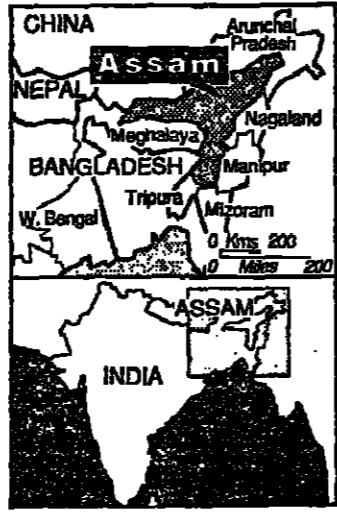 CHINA
Arunchal
Pradesh
Assam
NEPAL
Nagaland
Meghalaya
BANGLADESH
Manipur
Tripura
W. Bengal
Mizoram
0 Kms 200
0 Miles 200
ASSAM
INDIA